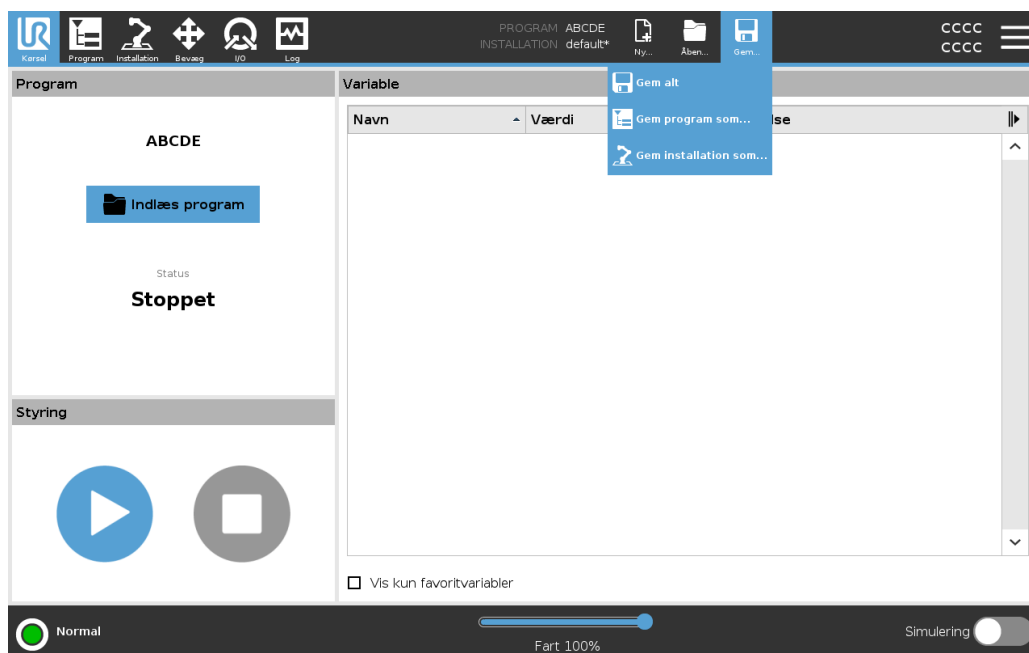 UR
Kørsel Program Installation Bevæg I/O Log
PROGRAM ABCDE
INSTALLATION default*
Ny... Åben... Gem...
CCCC
CCCC
Gem alt
Gem program som...
Gem installation som...
Program
ABCDE
Indlæs program
Status
Stoppet
Variable
Navn Værdi
Styring
Vis kun favoritvariabler
Normal
Fart 100%
Simulering